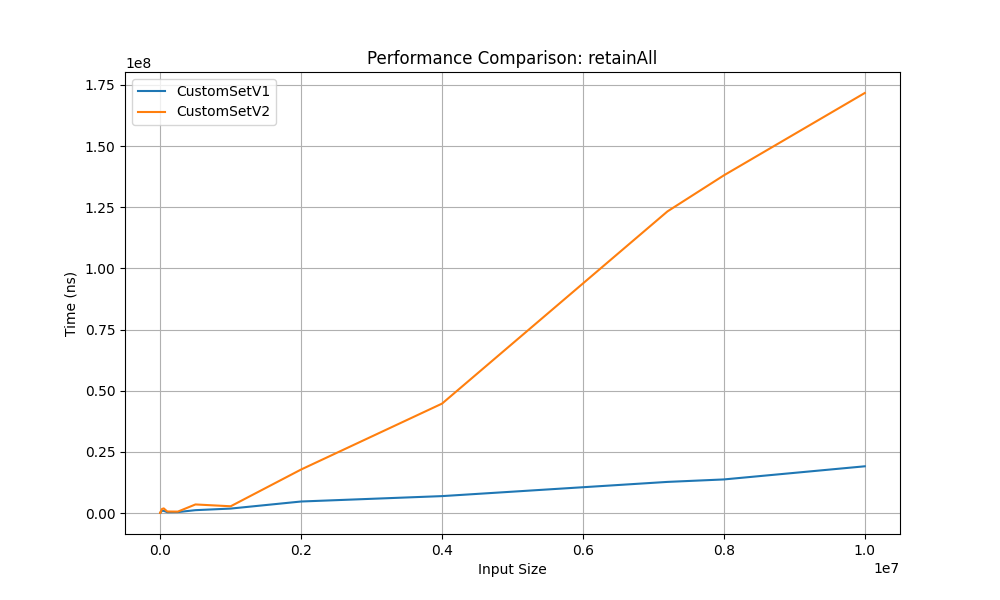 Performance Comparison: retainAll
1e8
CustomSetV1
CustomSetV2
1.75
1.50
1.25
1.00
0.75
0.50
0.25
0.00
Time (ns)
0.0 0.2 0.4 0.6 0.8 1.0
Input Size
1e7